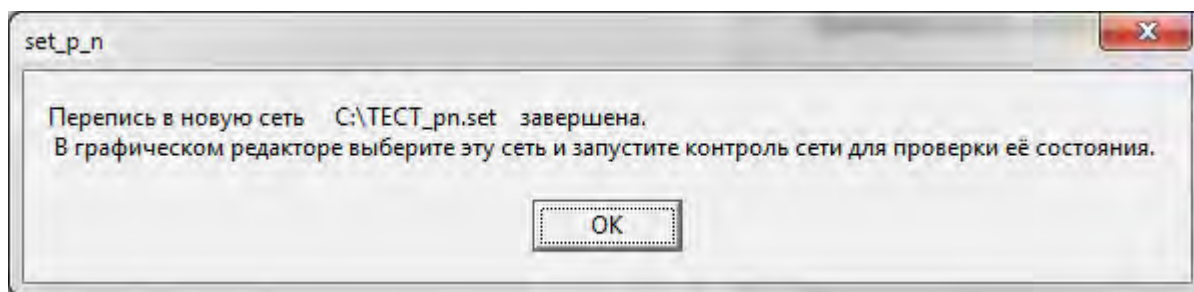 set_p_n
Перепись в новую сеть C:\ТЕСТ_pn.set завершена.
В графическом редакторе выберите эту сеть и запустите контроль сети для проверки её состояния.
OK